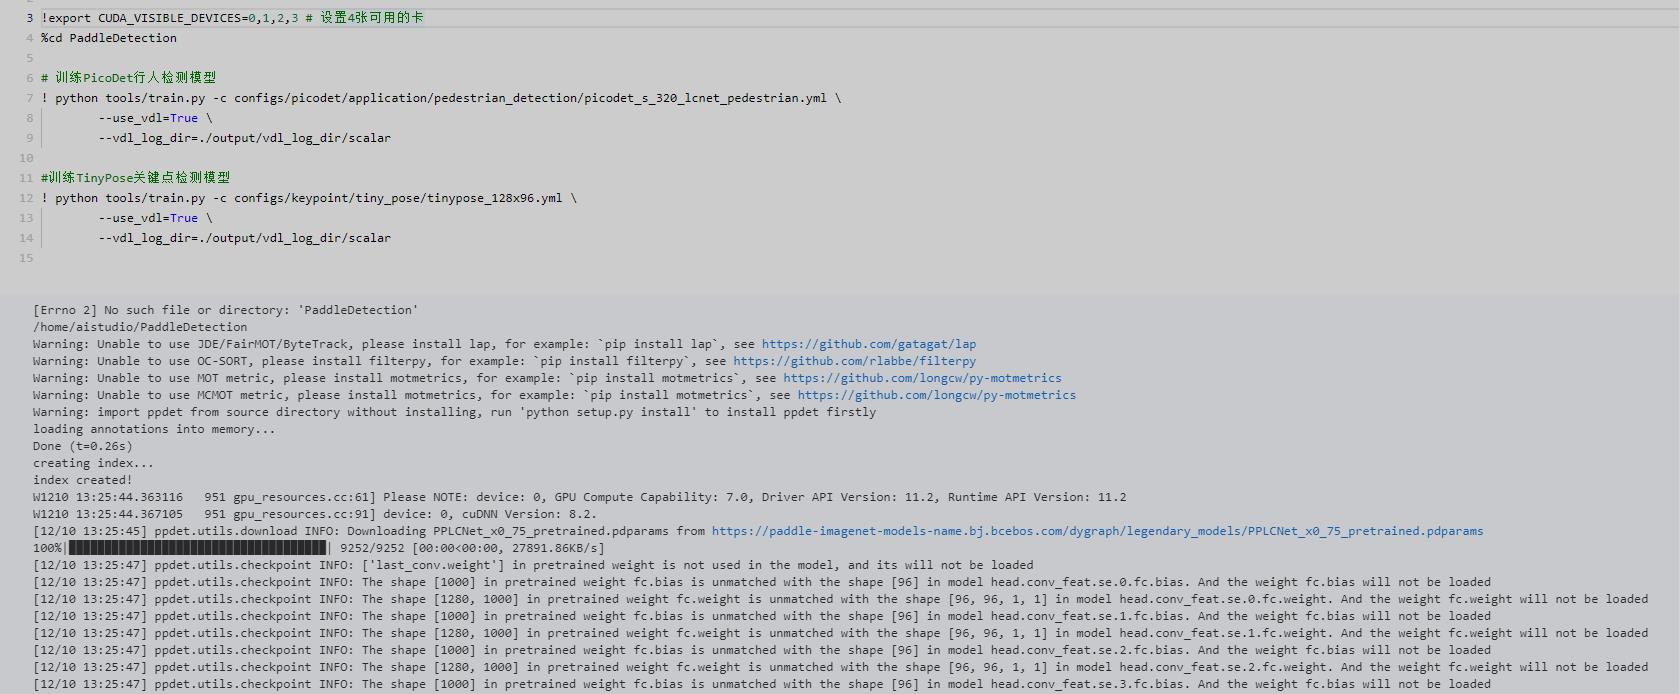 2
3 !export CUDA_VISIBLE_DEVICES=0,1,2,3 # 设置4张可用的卡
4 %cd PaddleDetection
5
6 # 训练PicoDet行人检测模型
7 ! python tools/train.py -c configs/picodet/application/pedestrian_detection/picodet_s_320_lcnet_pedestrian.yml \
8 --use_vdl=True \
9 --vdl_log_dir=./output/vdl_log_dir/scalar
10
11 #训练TinyPose关键点检测模型
12 ! python tools/train.py -c configs/keypoint/tiny_pose/tinypose_128x96.yml \
13 --use_vdl=True \
14 --vdl_log_dir=./output/vdl_log_dir/scalar
15
[Errno 2] No such file or directory: 'PaddleDetection'
/home/aistudio/PaddleDetection
Warning: Unable to use JDE/FairMOT/ByteTrack, please install lap, for example: `pip install lap`, see https://github.com/gatagat/lap
Warning: Unable to use OC-SORT, please install filterpy, for example: `pip install filterpy`, see https://github.com/rlabbe/filterpy
Warning: Unable to use MOT metric, please install motmetrics, for example: `pip install motmetrics`, see https://github.com/longcw/py-motmetrics
Warning: Unable to use MCMOT metric, please install motmetrics, for example: `pip install motmetrics`, see https://github.com/longcw/py-motmetrics
Warning: import ppdet from source directory without installing, run 'python setup.py install' to install ppdet firstly
loading annotations into memory...
Done (t=0.26s)
creating index...
index created!
W1210 13:25:44.363116   951 gpu_resources.cc:61] Please NOTE: device: 0, GPU Compute Capability: 7.0, Driver API Version: 11.2, Runtime API Version: 11.2
W1210 13:25:44.367105   951 gpu_resources.cc:91] device: 0, cuDNN Version: 8.2.
[12/10 13:25:45] ppdet.utils.download INFO: Downloading PPLCNet_x0_75_pretrained.pdparams from https://paddle-imagenet-models-name.bj.bcebos.com/dygraph/legendary_models/PPLCNet_x0_75_pretrained.pdparams
100%|████████████████████████████████████| 9252/9252 [00:00<00:00, 27891.86KB/s]
[12/10 13:25:47] ppdet.utils.checkpoint INFO: ['last_conv.weight'] in pretrained weight is not used in the model, and its will not be loaded
[12/10 13:25:47] ppdet.utils.checkpoint INFO: The shape [1000] in pretrained weight fc.bias is unmatched with the shape [96] in model head.conv_feat.se.0.fc.bias. And the weight fc.bias will not be loaded
[12/10 13:25:47] ppdet.utils.checkpoint INFO: The shape [1280, 1000] in pretrained weight fc.weight is unmatched with the shape [96, 96, 1, 1] in model head.conv_feat.se.0.fc.weight. And the weight fc.weight will not be loaded
[12/10 13:25:47] ppdet.utils.checkpoint INFO: The shape [1000] in pretrained weight fc.bias is unmatched with the shape [96] in model head.conv_feat.se.1.fc.bias. And the weight fc.bias will not be loaded
[12/10 13:25:47] ppdet.utils.checkpoint INFO: The shape [1280, 1000] in pretrained weight fc.weight is unmatched with the shape [96, 96, 1, 1] in model head.conv_feat.se.1.fc.weight. And the weight fc.weight will not be loaded
[12/10 13:25:47] ppdet.utils.checkpoint INFO: The shape [1000] in pretrained weight fc.bias is unmatched with the shape [96] in model head.conv_feat.se.2.fc.bias. And the weight fc.bias will not be loaded
[12/10 13:25:47] ppdet.utils.checkpoint INFO: The shape [1280, 1000] in pretrained weight fc.weight is unmatched with the shape [96, 96, 1, 1] in model head.conv_feat.se.2.fc.weight. And the weight fc.weight will not be loaded
[12/10 13:25:47] ppdet.utils.checkpoint INFO: The shape [1000] in pretrained weight fc.bias is unmatched with the shape [96] in model head.conv_feat.se.3.fc.bias. And the weight fc.bias will not be loaded